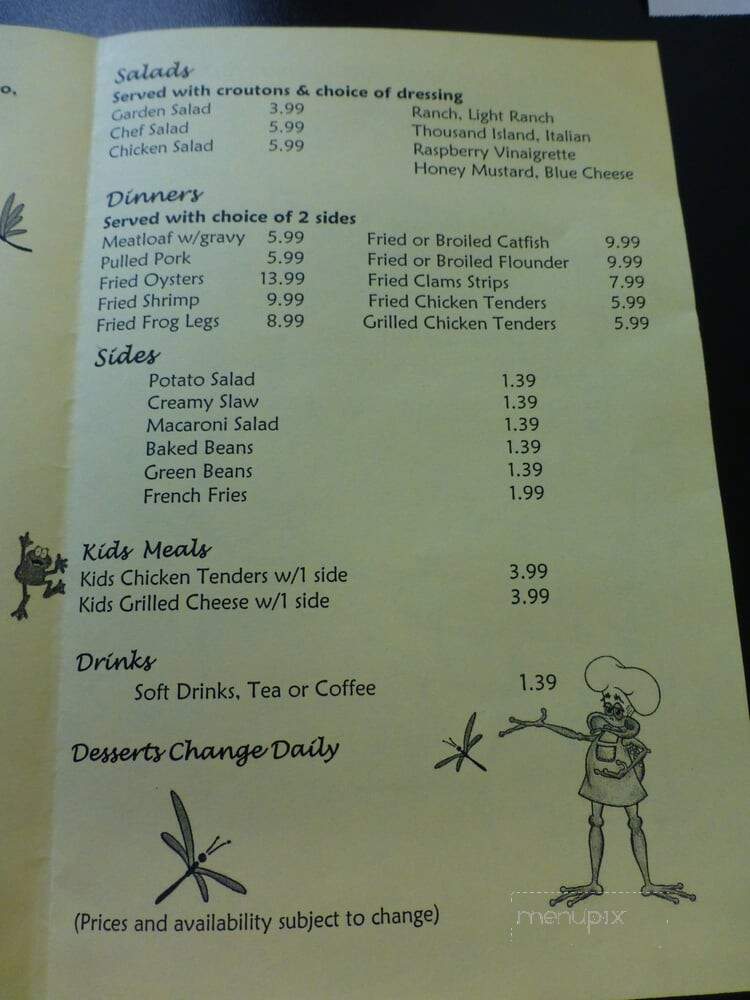 o,
Salads
Served with croutons & choice of dressing
Garden Salad 3.99 Ranch, Light Ranch
Chef Salad 5.99 Thousand Island, Italian
Chicken Salad 5.99 Raspberry Vinaigrette
Honey Mustard, Blue Cheese
Dinners
Served with choice of 2 sides
Meatloaf w/gravy 5.99 Fried or Broiled Catfish 9.99
Pulled Pork 5.99 Fried or Broiled Flounder 9.99
Fried Oysters 13.99 Fried Clams Strips 7.99
Fried Shrimp 9.99 Fried Chicken Tenders 5.99
Fried Frog Legs 8.99 Grilled Chicken Tenders 5.99
Sides
Potato Salad 1.39
Creamy Slaw 1.39
Macaroni Salad 1.39
Baked Beans 1.39
Green Beans 1.39
French Fries 1.99
Kids Meals
Kids Chicken Tenders w/1 side 3.99
Kids Grilled Cheese w/1 side 3.99
Drinks
Soft Drinks, Tea or Coffee 1.39
Desserts Change Daily
(Prices and availability subject to change)
menupix